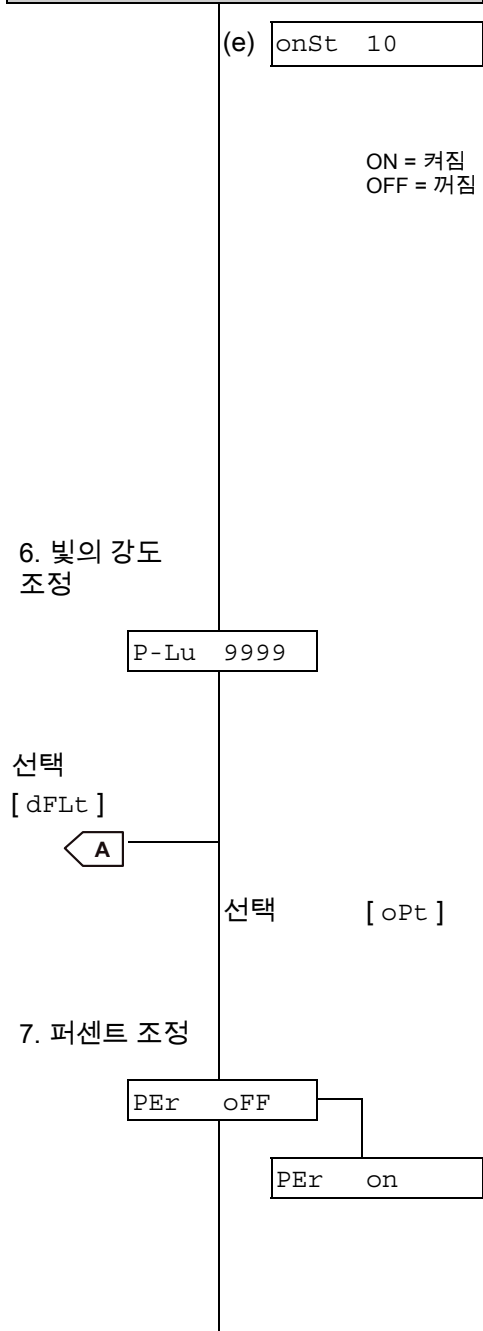 (e) onSt 10
ON = 켜짐
OFF = 꺼짐
6. 빛의 강도
조정
P-Lu 9999
선택
[ dFLt ]
A
선택 [ oPt ]
7. 퍼센트 조정
PEr oFF
PEr on